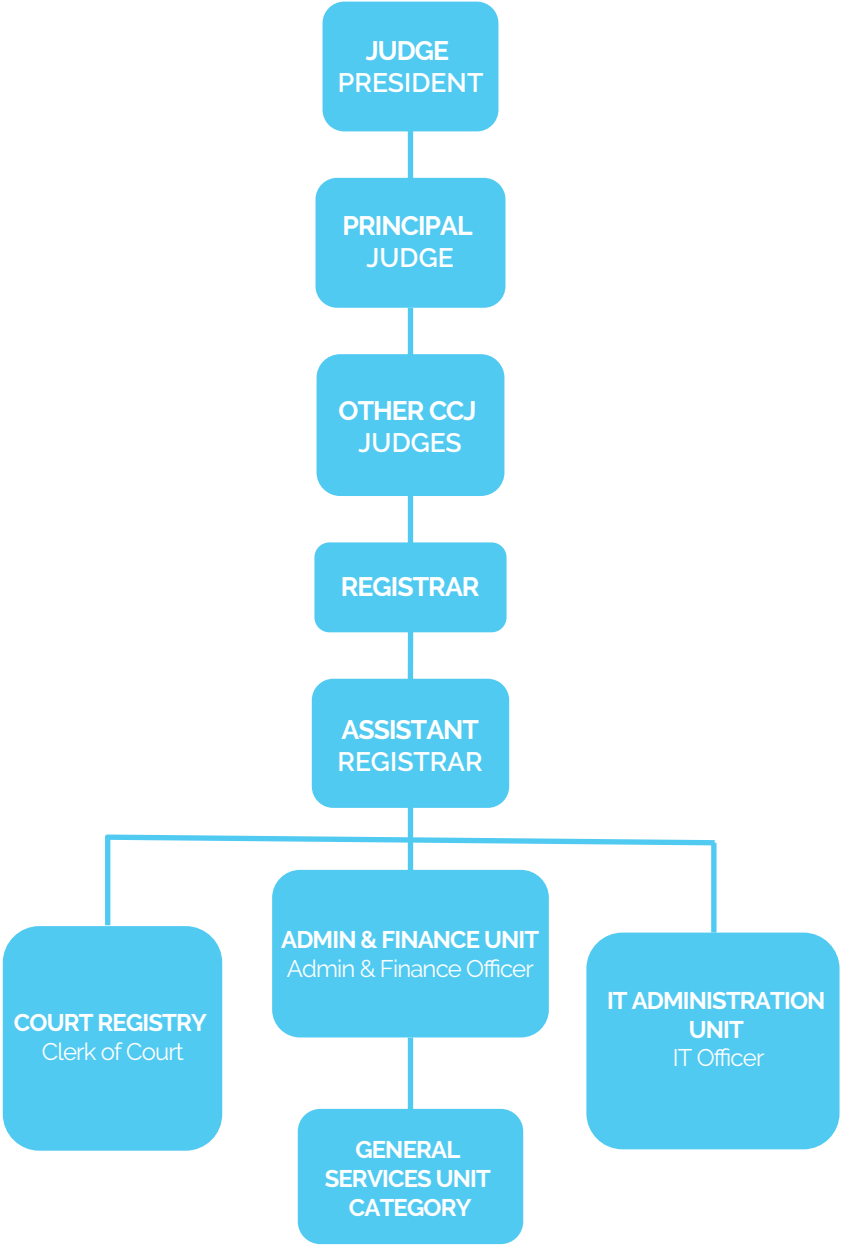 JUDGE
PRESIDENT
PRINCIPAL
JUDGE
OTHER CCJ
JUDGES
REGISTRAR
ASSISTANT
REGISTRAR
ADMIN & FINANCE UNIT
Admin & Finance Officer
COURT REGISTRY
Clerk of Court
IT ADMINISTRATION
UNIT
IT Officer
GENERAL
SERVICES UNIT
CATEGORY